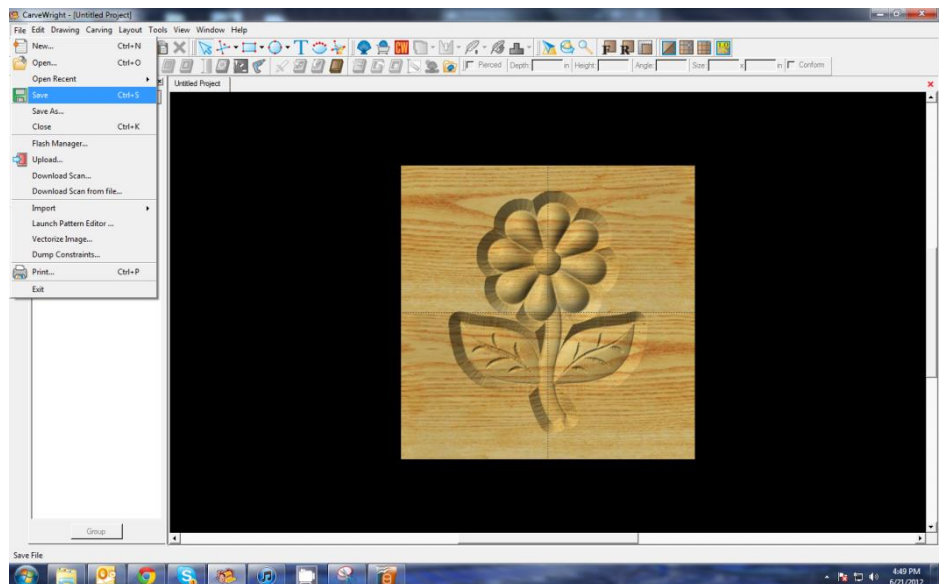 CarveWright - [Untitled Project]
File Edit Drawing Carving Layout Tools View Window Help
New... Ctrl+N
Open... Ctrl+O
Open Recent
Save Ctrl+S
Save As...
Close Ctrl+K
Flash Manager...
Upload...
Download Scan...
Download Scan from file...
Import
Launch Pattern Editor ...
Vectorize Image...
Dump Constraints...
Print... Ctrl+P
Exit
T CW F R
Pierced Depth: in Height: Angle: Size: x in Conform
Untitled Project
Group
Save File
4:49 PM
6/21/2012